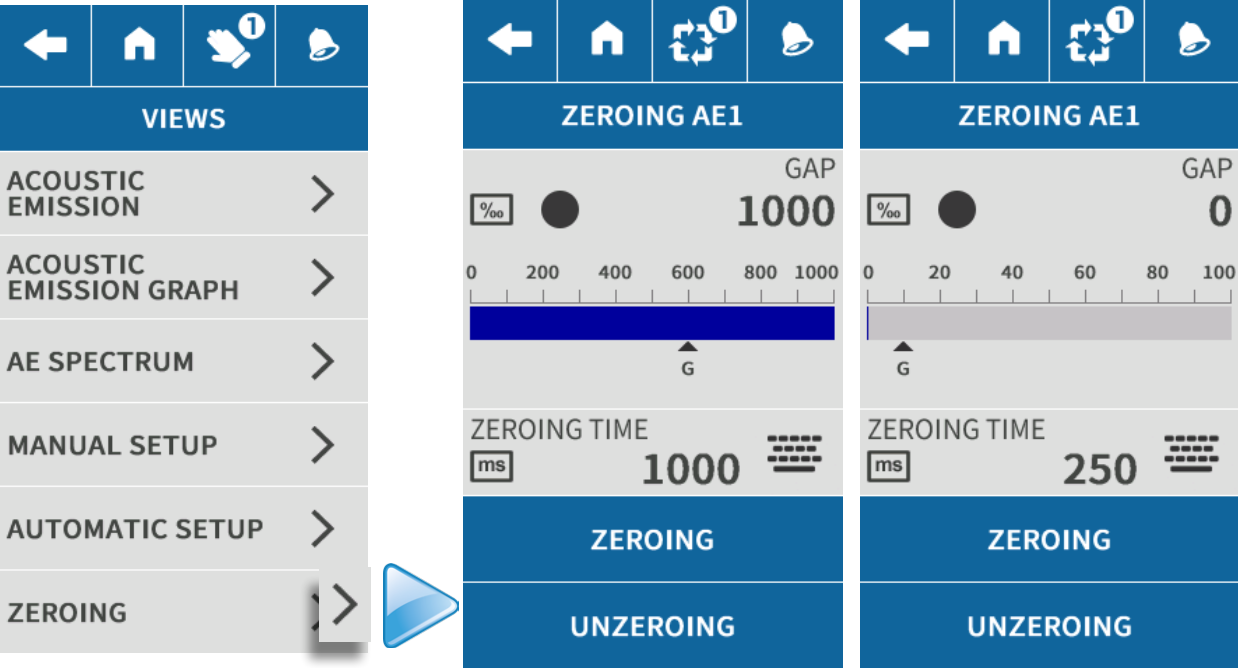 1
VIEWS
ACOUSTIC
EMISSION
ACOUSTIC
EMISSION GRAPH
AE SPECTRUM
MANUAL SETUP
AUTOMATIC SETUP
ZEROING
1
ZEROING AE1
GAP
‰ 1000
0 200 400 600 800 1000
G
ZEROING TIME
ms 1000
ZEROING
UNZEROING
1
ZEROING AE1
GAP
‰ 0
0 20 40 60 80 100
G
ZEROING TIME
ms 250
ZEROING
UNZEROING